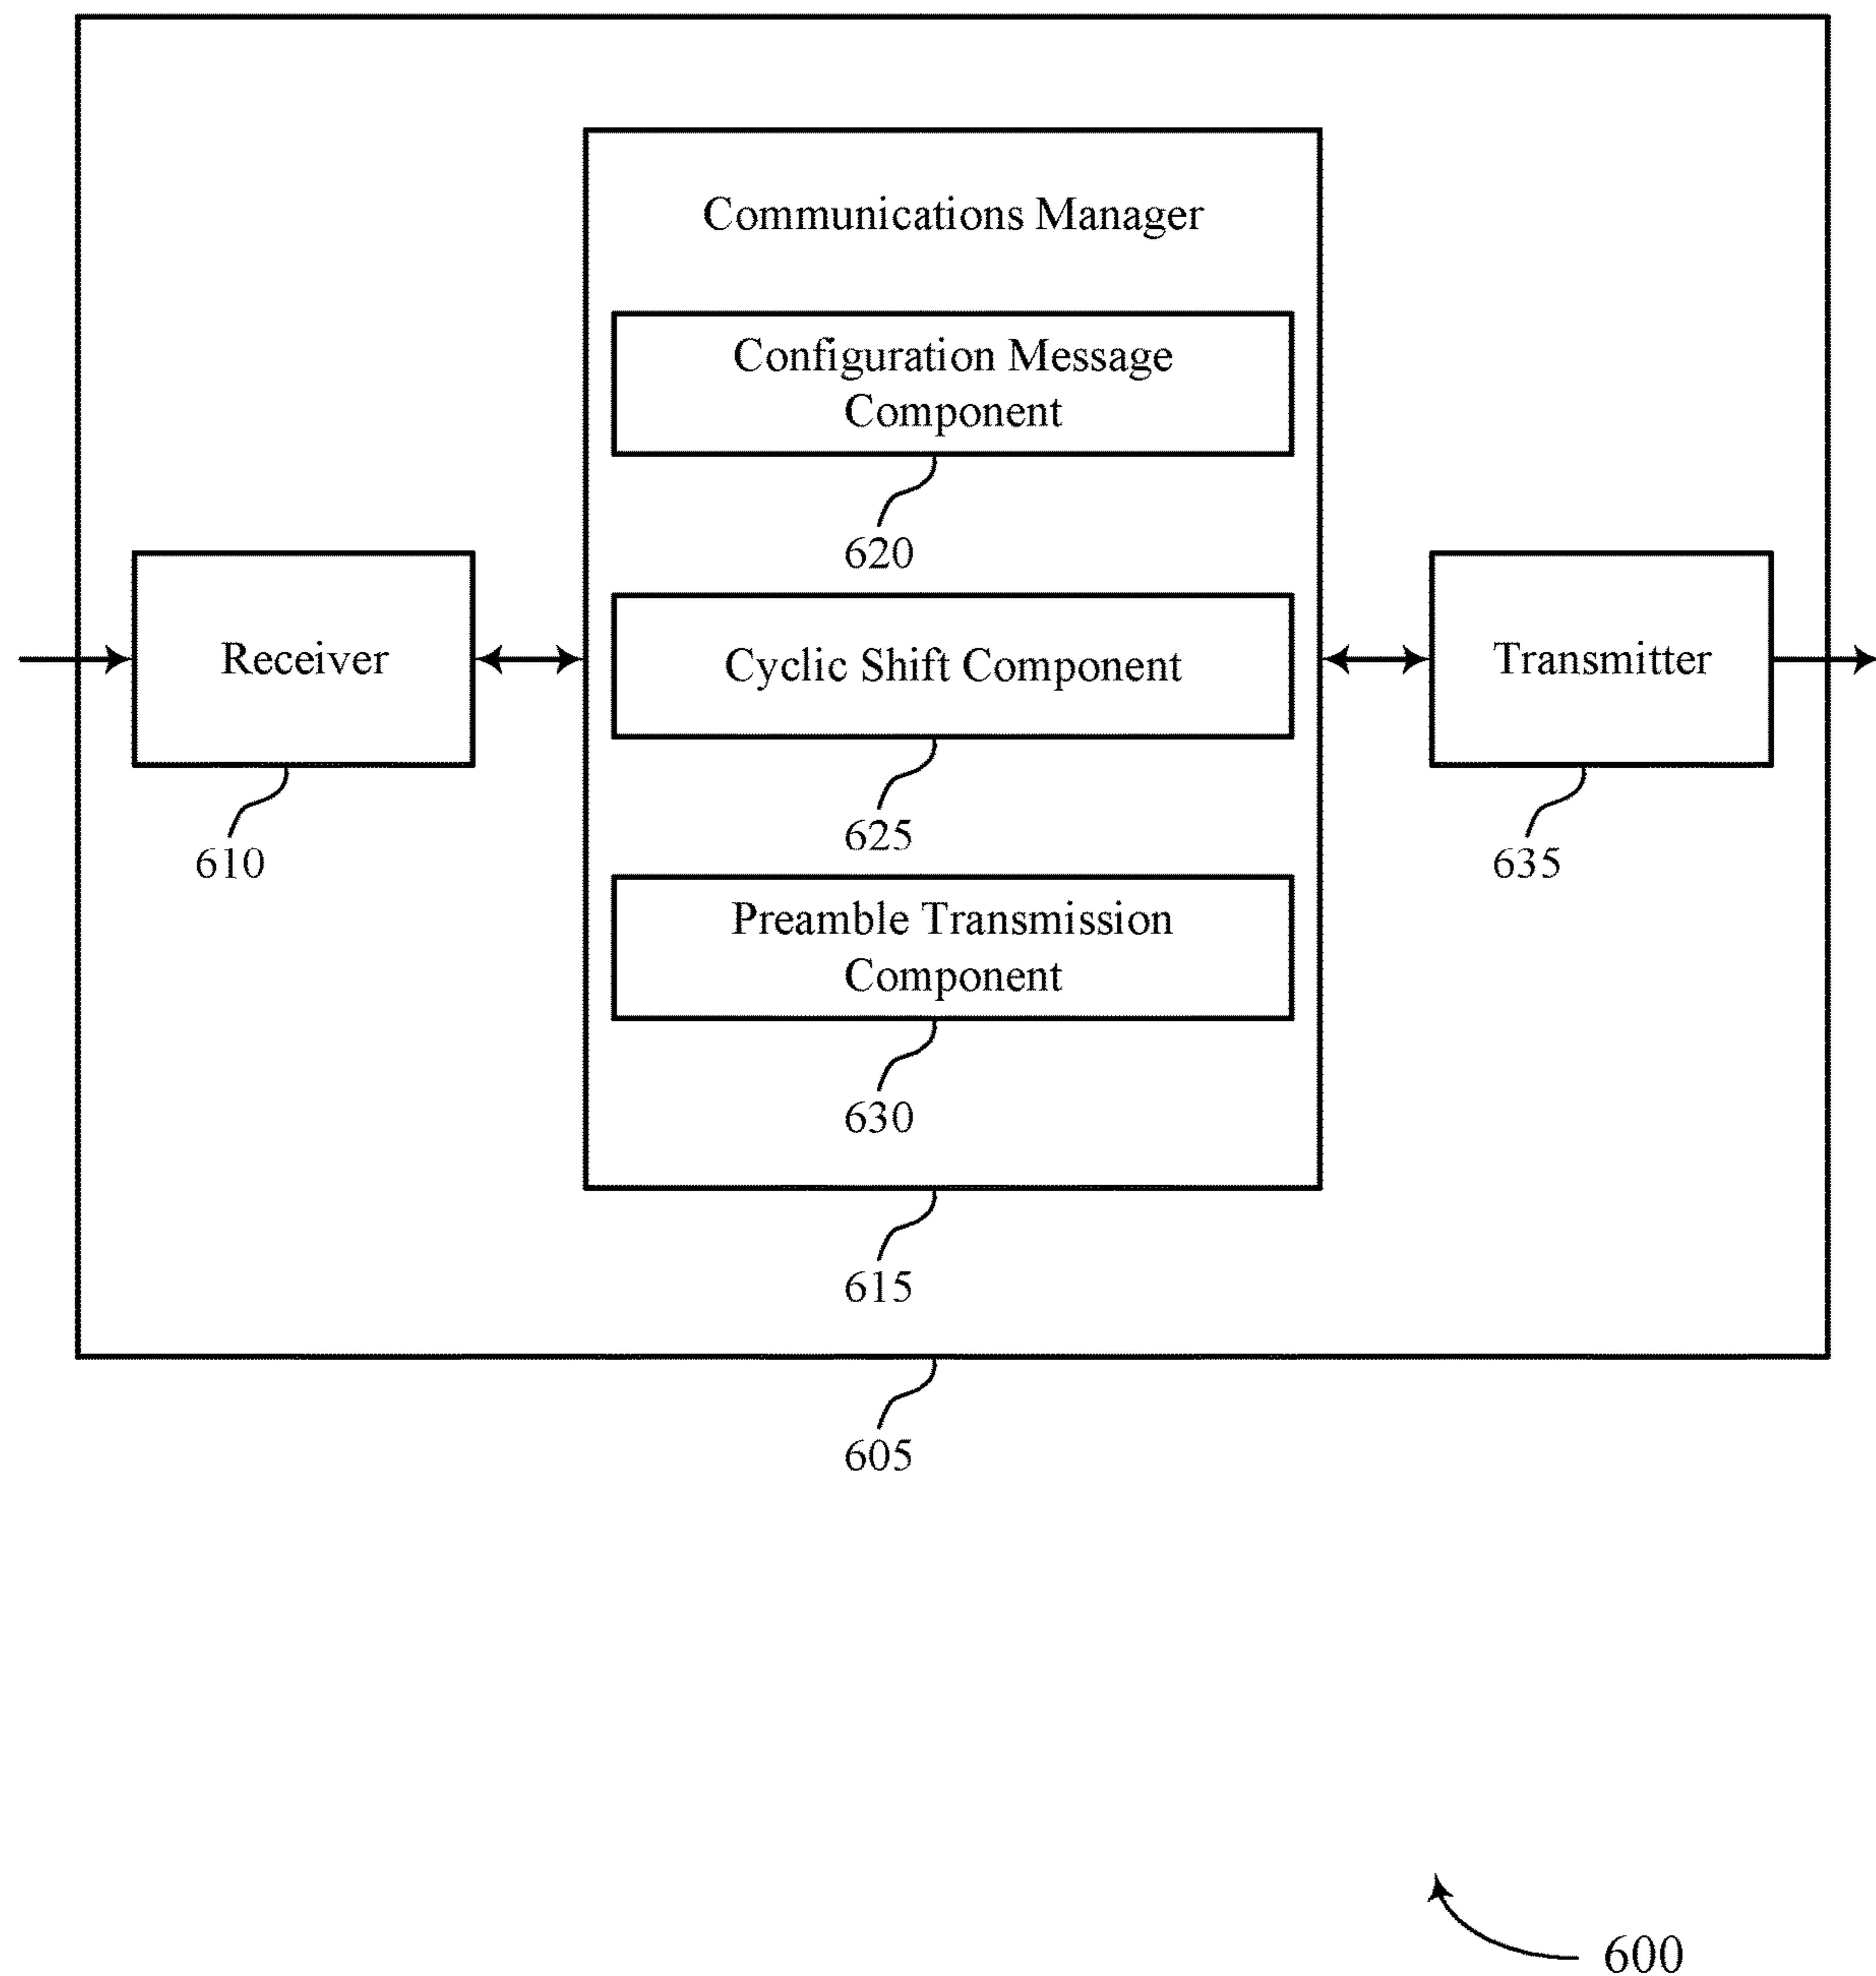 Communications Manager
Configuration Message
Component
620
Receiver
610
Cyclic Shift Component
625
Transmitter
635
Preamble Transmission
Component
630
615
605
600